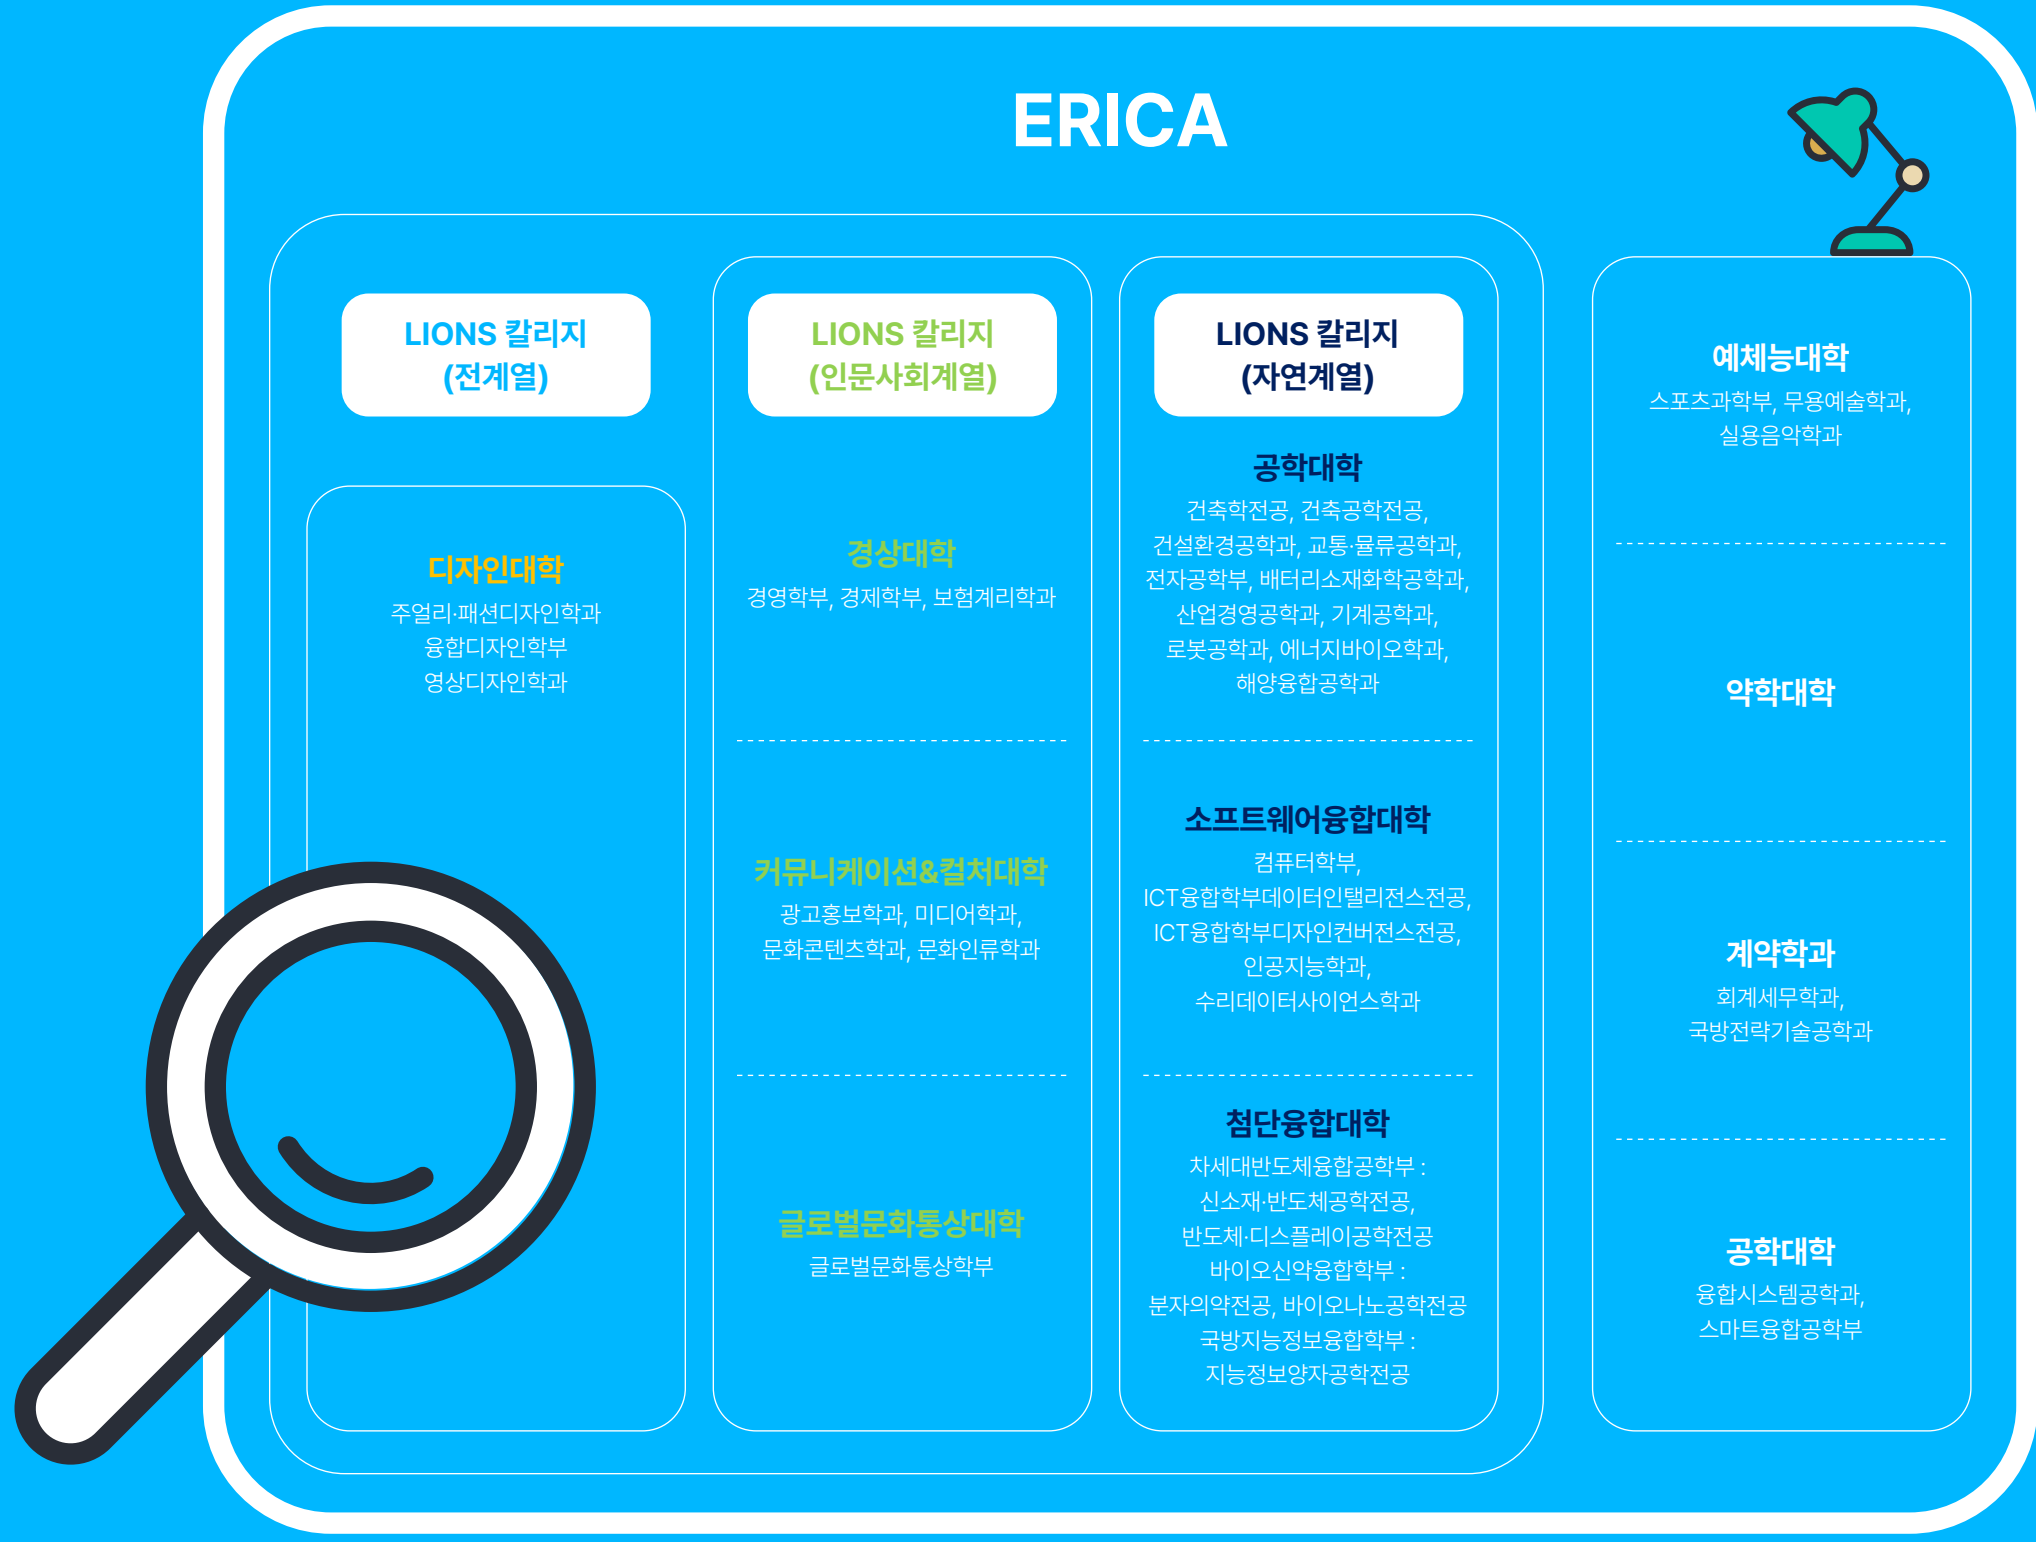 ERICA
LIONS 칼리지
(전계열)
디자인대학
주얼리·패션디자인학과
융합디자인학부
영상디자인학과
LIONS 칼리지
(인문사회계열)
경상대학
경영학부, 경제학부, 보험계리학과
커뮤니케이션&컬처대학
광고홍보학과, 미디어학과,
문화콘텐츠학과, 문화인류학과
글로벌문화통상대학
글로벌문화통상학부
LIONS 칼리지
(자연계열)
공학대학
건축학전공, 건축공학전공,
건설환경공학과, 교통·물류공학과,
전자공학부, 배터리소재화학공학과,
산업경영공학과, 기계공학과,
로봇공학과, 에너지바이오학과,
해양융합공학과
소프트웨어융합대학
컴퓨터학부,
ICT융합학부데이터인탤리전스전공,
ICT융합학부디자인컨버전스전공,
인공지능학과,
수리데이터사이언스학과
첨단융합대학
차세대반도체융합공학부 :
신소재·반도체공학전공,
반도체·디스플레이공학전공
바이오신약융합학부 :
분자의약전공, 바이오나노공학전공
국방지능정보융합학부 :
지능정보양자공학전공
예체능대학
스포츠과학부, 무용예술학과,
실용음악학과
약학대학
계약학과
회계세무학과,
국방전략기술공학과
공학대학
융합시스템공학과,
스마트융합공학부